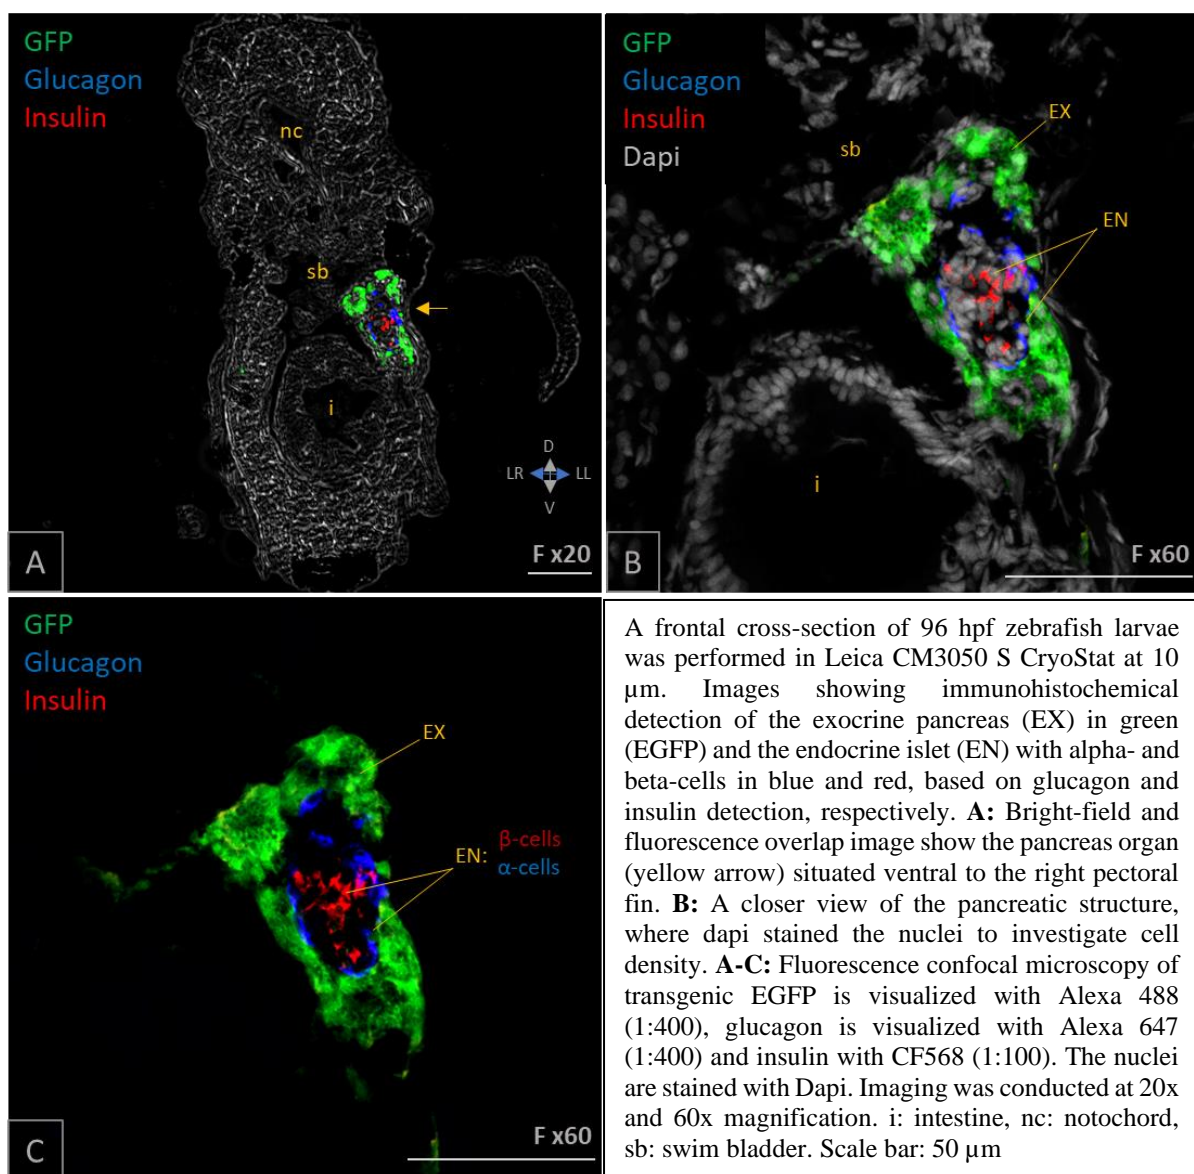 GFP
Glucagon
Insulin
nc
sb
i
D
LR LL
V
A
F x20
GFP
Glucagon
Insulin
Dapi
sb
EX
EN
i
B
F x60
GFP
Glucagon
Insulin
EX
EN: β-cells
α-cells
C
F x60
A frontal cross-section of 96 hpf zebrafish larvae
was performed in Leica CM3050 S CryoStat at 10
µm. Images showing immunohistochemical
detection of the exocrine pancreas (EX) in green
(EGFP) and the endocrine islet (EN) with alpha- and
beta-cells in blue and red, based on glucagon and
insulin detection, respectively. A: Bright-field and
fluorescence overlap image show the pancreas organ
(yellow arrow) situated ventral to the right pectoral
fin. B: A closer view of the pancreatic structure,
where dapi stained the nuclei to investigate cell
density. A-C: Fluorescence confocal microscopy of
transgenic EGFP is visualized with Alexa 488
(1:400), glucagon is visualized with Alexa 647
(1:400) and insulin with CF568 (1:100). The nuclei
are stained with Dapi. Imaging was conducted at 20x
and 60x magnification. i: intestine, nc: notochord,
sb: swim bladder. Scale bar: 50 µm